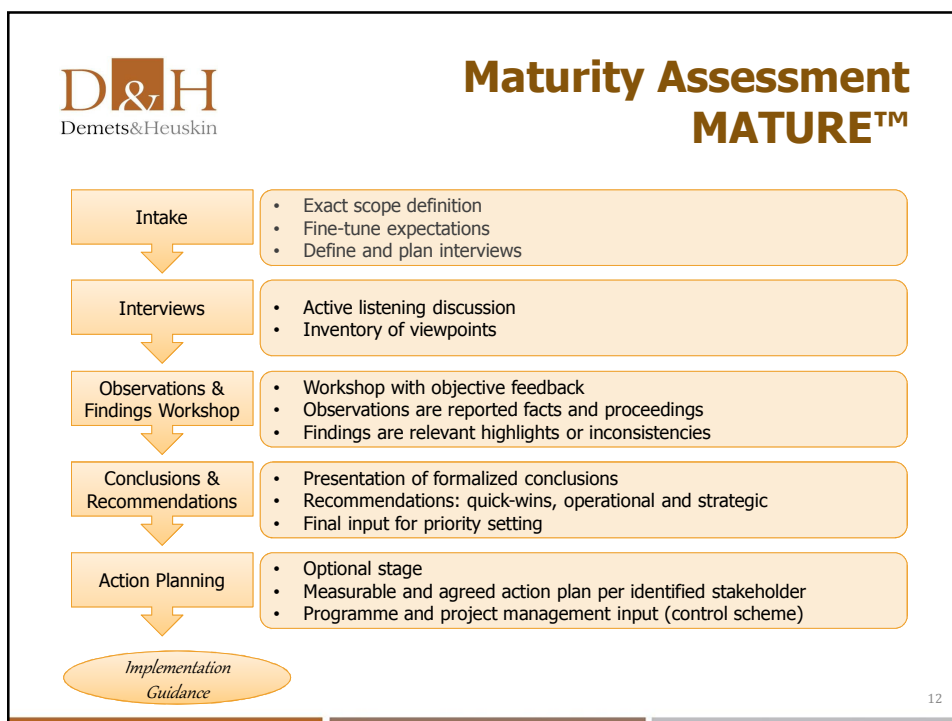 D&H
Demets&Heuskin
Maturity Assessment
MATURE™
Intake
• Exact scope definition
• Fine-tune expectations
• Define and plan interviews
Interviews
• Active listening discussion
• Inventory of viewpoints
Observations &
Findings Workshop
• Workshop with objective feedback
• Observations are reported facts and proceedings
• Findings are relevant highlights or inconsistencies
Conclusions &
Recommendations
• Presentation of formalized conclusions
• Recommendations: quick-wins, operational and strategic
• Final input for priority setting
Action Planning
• Optional stage
• Measurable and agreed action plan per identified stakeholder
• Programme and project management input (control scheme)
Implementation
Guidance
12